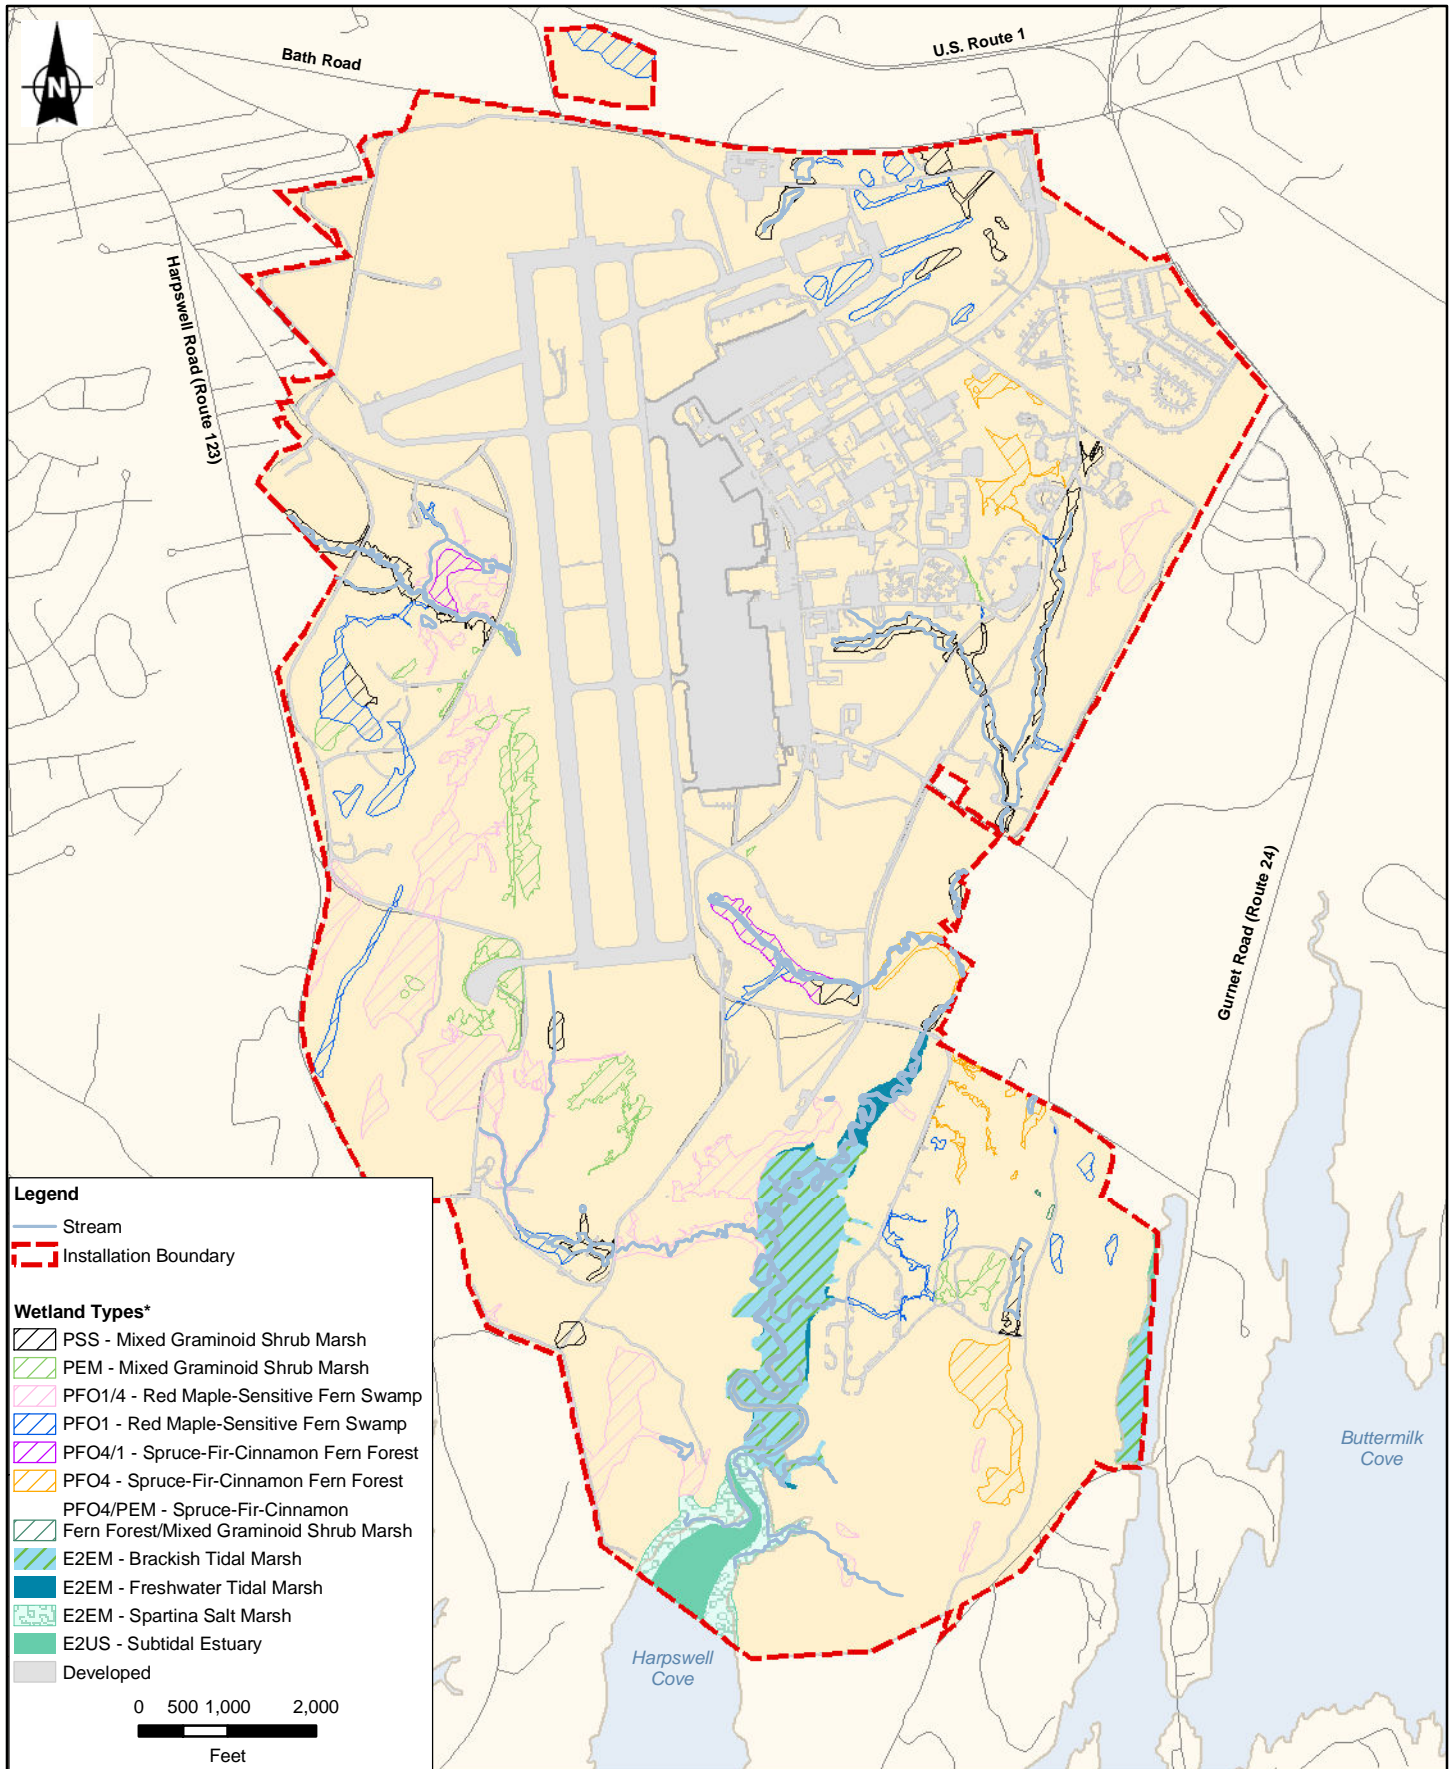 N
Bath Road
U.S. Route 1
Harpswell Road (Route 123)
Gurnet Road (Route 24)
Buttermilk
Cove
Harpswell
Cove
Legend
Stream
Installation Boundary
Wetland Types*
PSS - Mixed Graminoid Shrub Marsh
PEM - Mixed Graminoid Shrub Marsh
PFO1/4 - Red Maple-Sensitive Fern Swamp
PFO1 - Red Maple-Sensitive Fern Swamp
PFO4/1 - Spruce-Fir-Cinnamon Fern Forest
PFO4 - Spruce-Fir-Cinnamon Fern Forest
PFO4/PEM - Spruce-Fir-Cinnamon
Fern Forest/Mixed Graminoid Shrub Marsh
E2EM - Brackish Tidal Marsh
E2EM - Freshwater Tidal Marsh
E2EM - Spartina Salt Marsh
E2US - Subtidal Estuary
Developed
0 500 1,000 2,000
Feet